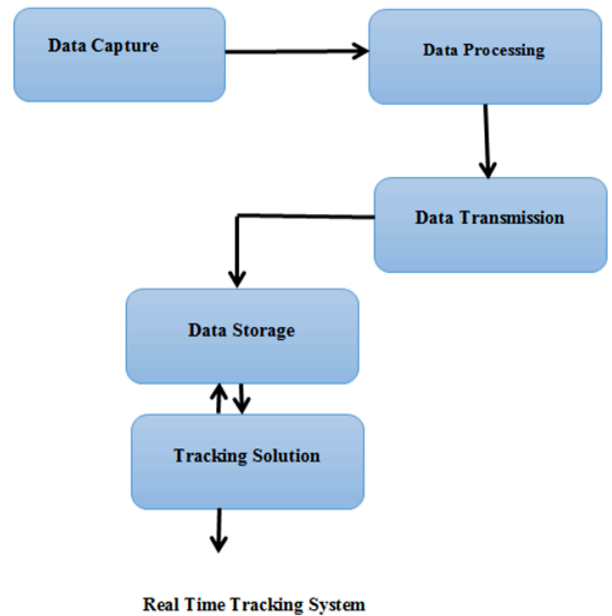 Data Capture
Data Processing
Data Transmission
Data Storage
Tracking Solution
Real Time Tracking System